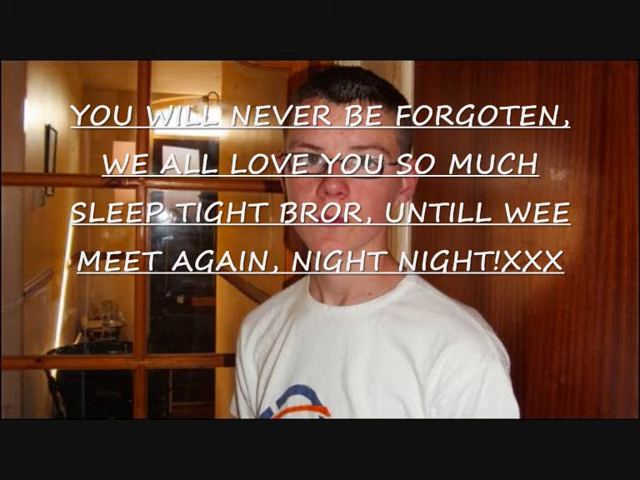 YOU WILL NEVER BE FORGOTEN,
WE ALL LOVE YOU SO MUCH
SLEEP TIGHT BROR, UNTILL WEE
MEET AGAIN, NIGHT NIGHT!XXX